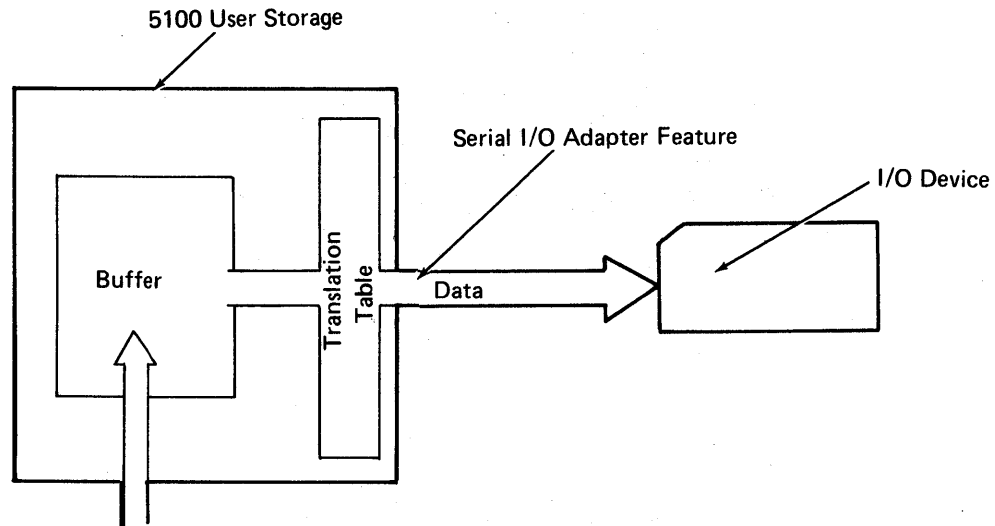 5100 User Storage
Serial I/O Adapter Feature
I/O Device
Buffer
Translation
Table
Data